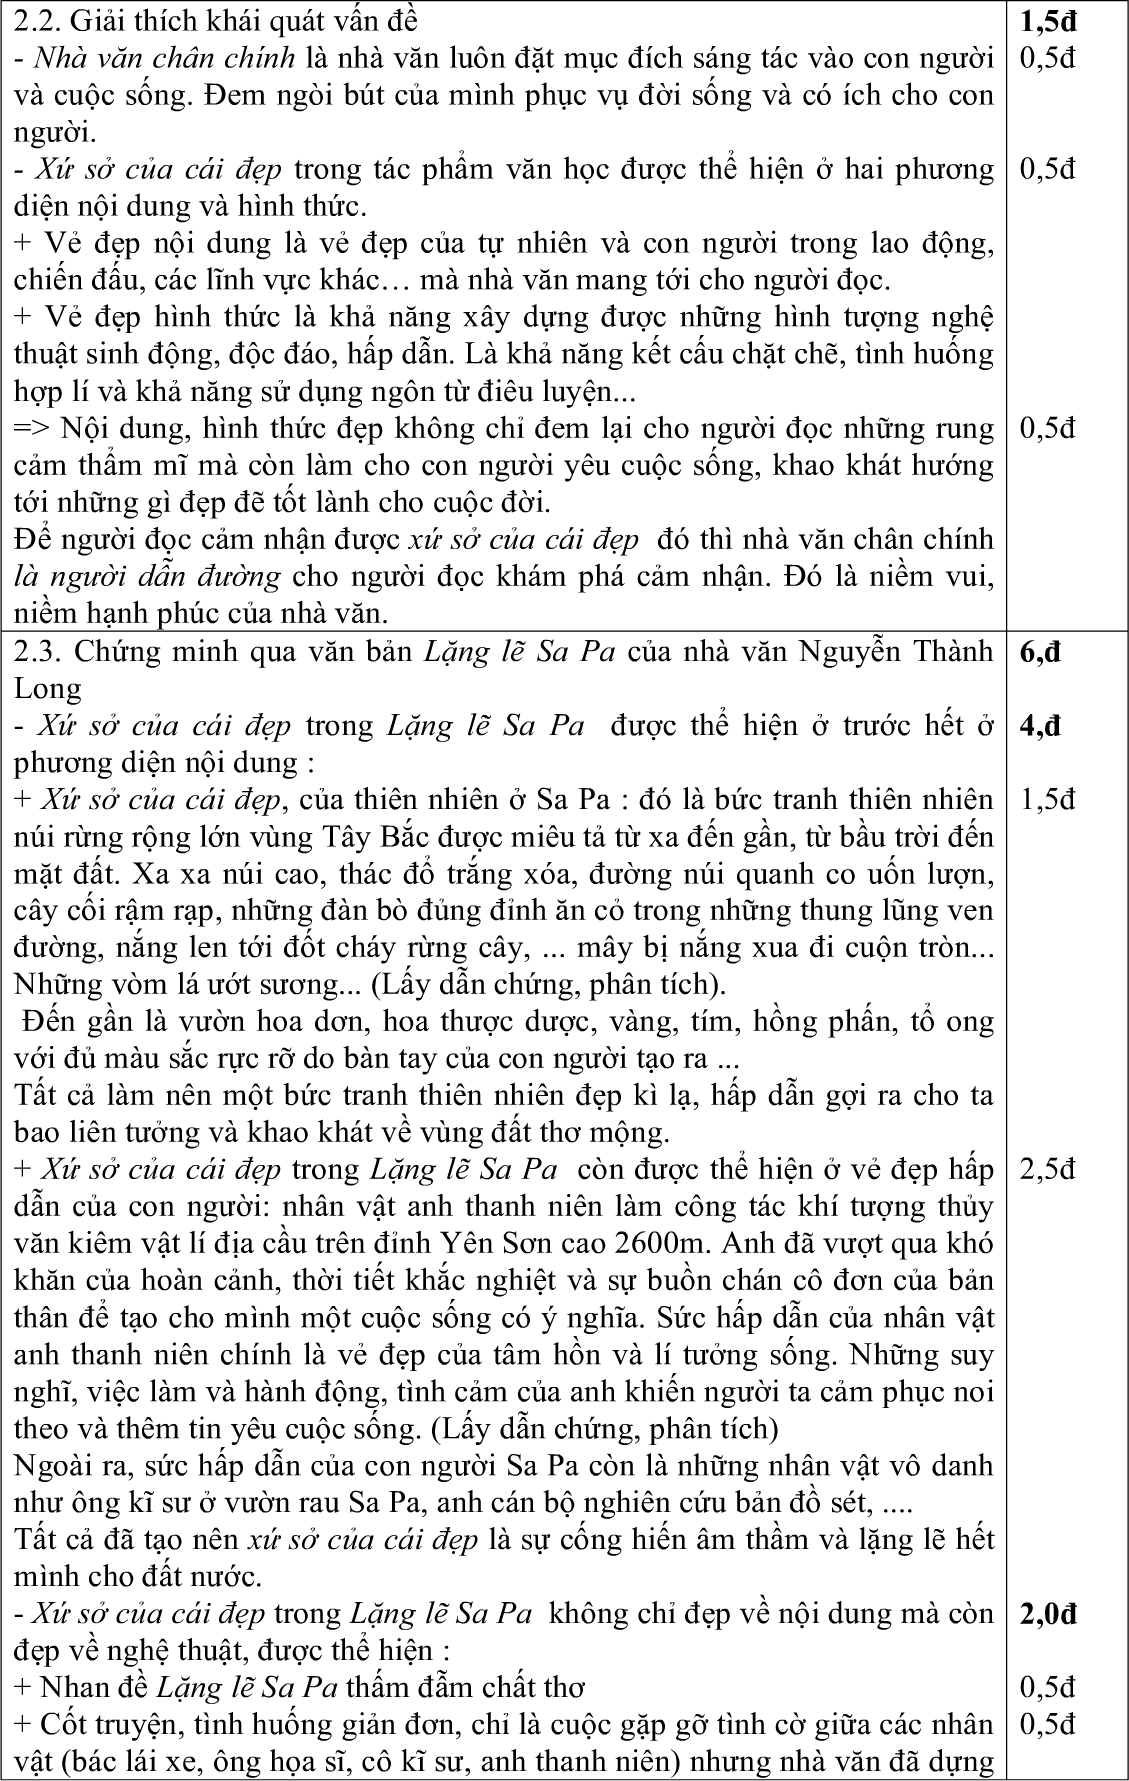 2.2. Giải thích khái quát vấn đề 1,5đ
- Nhà văn chân chính là nhà văn luôn đặt mục đích sáng tác vào con người 0,5đ
và cuộc sống. Đem ngòi bút của mình phục vụ đời sống và có ích cho con
người.
- Xứ sở của cái đẹp trong tác phẩm văn học được thể hiện ở hai phương 0,5đ
diện nội dung và hình thức.
+ Vẻ đẹp nội dung là vẻ đẹp của tự nhiên và con người trong lao động,
chiến đấu, các lĩnh vực khác… mà nhà văn mang tới cho người đọc.
+ Vẻ đẹp hình thức là khả năng xây dựng được những hình tượng nghệ
thuật sinh động, độc đáo, hấp dẫn. Là khả năng kết cấu chặt chẽ, tình huống
hợp lí và khả năng sử dụng ngôn từ điêu luyện...
=> Nội dung, hình thức đẹp không chỉ đem lại cho người đọc những rung 0,5đ
cảm thẩm mĩ mà còn làm cho con người yêu cuộc sống, khao khát hướng
tới những gì đẹp đẽ tốt lành cho cuộc đời.
Để người đọc cảm nhận được xứ sở của cái đẹp đó thì nhà văn chân chính
là người dẫn đường cho người đọc khám phá cảm nhận. Đó là niềm vui,
niềm hạnh phúc của nhà văn.
2.3. Chứng minh qua văn bản Lặng lẽ Sa Pa của nhà văn Nguyễn Thành 6,đ
Long
- Xứ sở của cái đẹp trong Lặng lẽ Sa Pa được thể hiện ở trước hết ở 4,đ
phương diện nội dung :
+ Xứ sở của cái đẹp, của thiên nhiên ở Sa Pa : đó là bức tranh thiên nhiên 1,5đ
núi rừng rộng lớn vùng Tây Bắc được miêu tả từ xa đến gần, từ bầu trời đến
mặt đất. Xa xa núi cao, thác đổ trắng xóa, đường núi quanh co uốn lượn,
cây cối rậm rạp, những đàn bò đủng đỉnh ăn cỏ trong những thung lũng ven
đường, nắng len tới đốt cháy rừng cây, ... mây bị nắng xua đi cuộn tròn...
Những vòm lá ướt sương... (Lấy dẫn chứng, phân tích).
Đến gần là vườn hoa dơn, hoa thược dược, vàng, tím, hồng phấn, tổ ong
với đủ màu sắc rực rỡ do bàn tay của con người tạo ra ...
Tất cả làm nên một bức tranh thiên nhiên đẹp kì lạ, hấp dẫn gợi ra cho ta
bao liên tưởng và khao khát về vùng đất thơ mộng.
+ Xứ sở của cái đẹp trong Lặng lẽ Sa Pa còn được thể hiện ở vẻ đẹp hấp 2,5đ
dẫn của con người: nhân vật anh thanh niên làm công tác khí tượng thủy
văn kiêm vật lí địa cầu trên đỉnh Yên Sơn cao 2600m. Anh đã vượt qua khó
khăn của hoàn cảnh, thời tiết khắc nghiệt và sự buồn chán cô đơn của bản
thân để tạo cho mình một cuộc sống có ý nghĩa. Sức hấp dẫn của nhân vật
anh thanh niên chính là vẻ đẹp của tâm hồn và lí tưởng sống. Những suy
nghĩ, việc làm và hành động, tình cảm của anh khiến người ta cảm phục noi
theo và thêm tin yêu cuộc sống. (Lấy dẫn chứng, phân tích)
Ngoài ra, sức hấp dẫn của con người Sa Pa còn là những nhân vật vô danh
như ông kĩ sư ở vườn rau Sa Pa, anh cán bộ nghiên cứu bản đồ sét, ....
Tất cả đã tạo nên xứ sở của cái đẹp là sự cống hiến âm thầm và lặng lẽ hết
mình cho đất nước.
- Xứ sở của cái đẹp trong Lặng lẽ Sa Pa không chỉ đẹp về nội dung mà còn 2,0đ
đẹp về nghệ thuật, được thể hiện :
+ Nhan đề Lặng lẽ Sa Pa thấm đẫm chất thơ 0,5đ
+ Cốt truyện, tình huống giản đơn, chỉ là cuộc gặp gỡ tình cờ giữa các nhân 0,5đ
vật (bác lái xe, ông họa sĩ, cô kĩ sư, anh thanh niên) nhưng nhà văn đã dựng